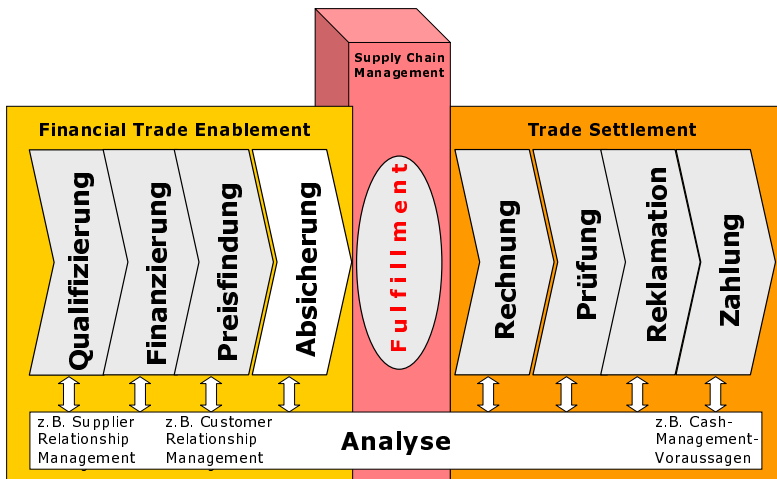 Supply Chain
Management
Financial Trade Enablement
Trade Settlement
Qualifizierung
Finanzierung
Preisfindung
Absicherung
Fulfillment
Rechnung
Prüfung
Reklamation
Zahlung
z.B. Supplier
Relationship
Management
z.B. Customer
Relationship
Management
Analyse
z.B. Cash-
Management-
Voraussagen